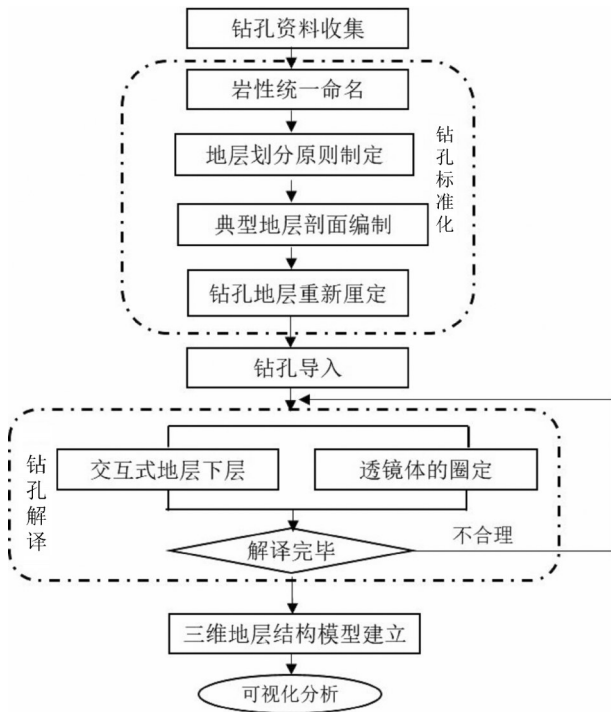 钻孔资料收集
岩性统一命名
地层划分原则制定
典型地层剖面编制
钻孔地层重新厘定
钻孔标准化
钻孔导入
钻孔解译
交互式地层下层
透镜体的圈定
解译完毕
不合理
三维地层结构模型建立
可视化分析